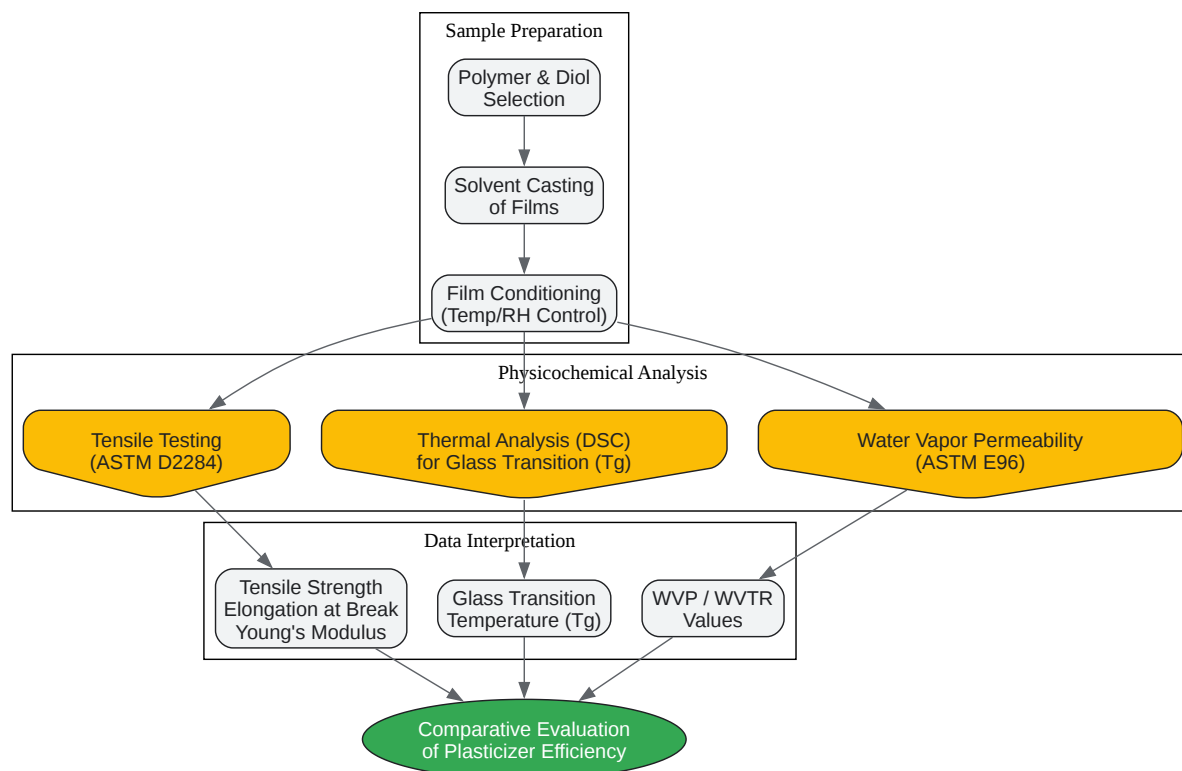 Sample Preparation
Polymer & Diol
Selection
Solvent Casting
of Films
Film Conditioning
(Temp/RH Control)
Physicochemical Analysis
Tensile Testing
(ASTM D2284)
Thermal Analysis (DSC)
for Glass Transition (Tg)
Water Vapor Permeability
(ASTM E96)
Data Interpretation
Tensile Strength
Elongation at Break
Young's Modulus
Glass Transition
Temperature (Tg)
WVP / WVTR
Values
Comparative Evaluation
of Plasticizer Efficiency